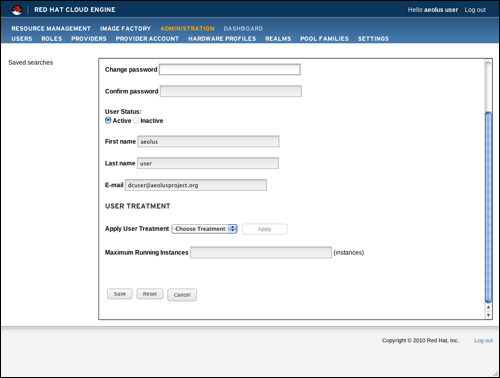 RED HAT CLOUD ENGINE
Hello aeolus user Log out
RESOURCE MANAGEMENT IMAGE FACTORY ADMINISTRATION DASHBOARD
USERS ROLES PROVIDERS PROVIDER ACCOUNT HARDWARE PROFILES REALMS POOL FAMILIES SETTINGS
Saved searches
Change password
Confirm password
User Status:
Active Inactive
First name aeolus
Last name user
E-mail dcuser@aeolusproject.org
USER TREATMENT
Apply User Treatment Choose Treatment Apply
Maximum Running Instances (instances)
Save Reset Cancel
Copyright © 2010 Red Hat, Inc. Log out